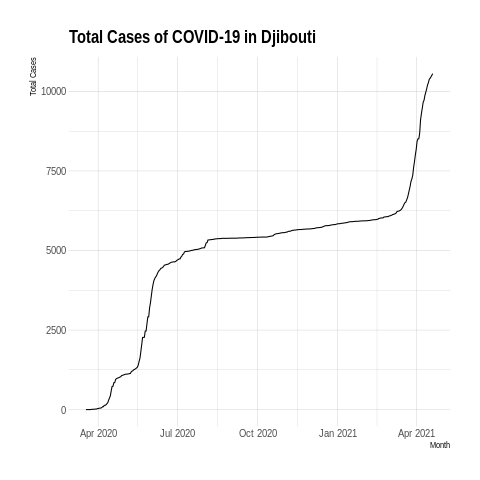 Total Cases of COVID-19 in Djibouti
Total Cases
10000
7500
5000
2500
0
Apr 2020 Jul 2020 Oct 2020 Jan 2021 Apr 2021
Month